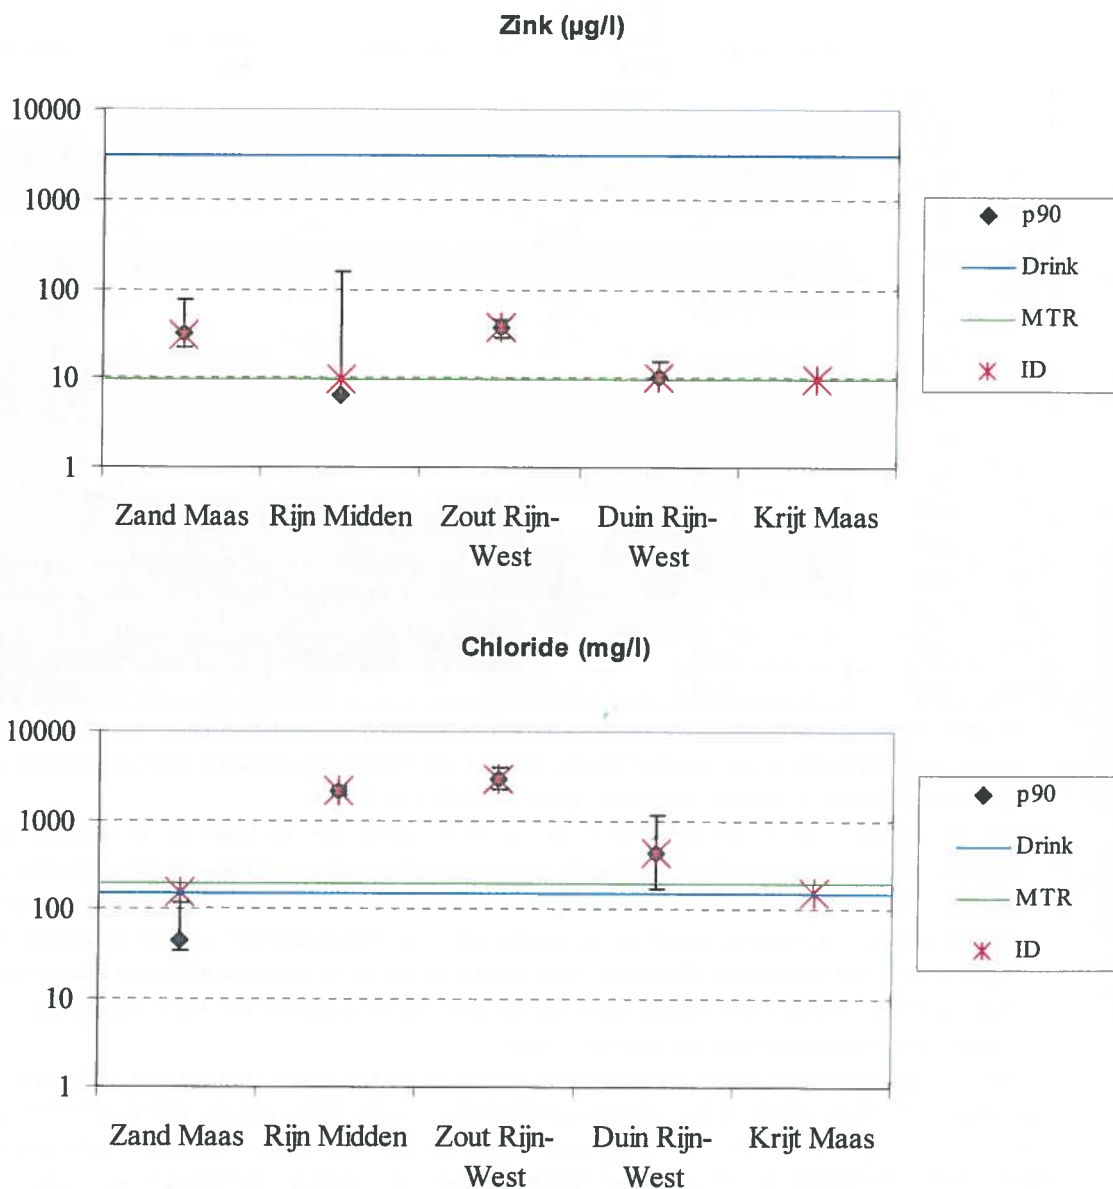 Zink (µg/l)
10000
1000
100
10
1
Zand Maas
Rijn Midden
Zout Rijn-
West
Duin Rijn-
West
Krijt Maas
p90
Drink
MTR
ID
Chloride (mg/l)
10000
1000
100
10
1
Zand Maas
Rijn Midden
Zout Rijn-
West
Duin Rijn-
West
Krijt Maas
p90
Drink
MTR
ID